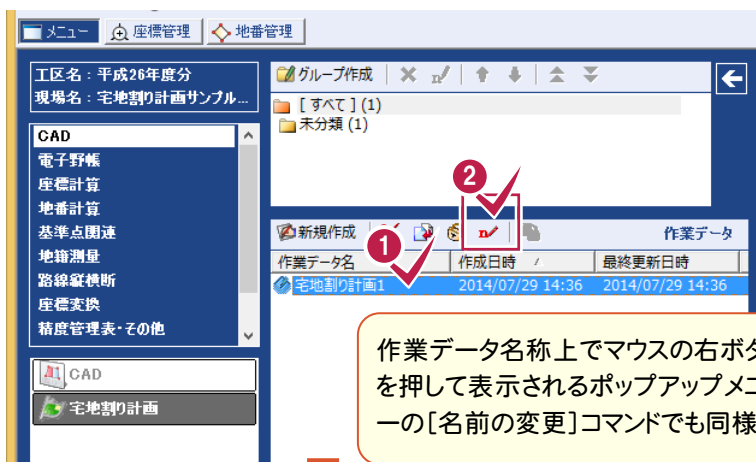 メニュー 座標管理 地番管理
工区名：平成26年度分
現場名：宅地割り計画サンプル...
グループ作成
[ すべて ] (1)
未分類 (1)
CAD
電子野帳
座標計算
地番計算
基準点関連
地籍測量
路線縦横断
座標変換
精度管理表・その他
2
新規作成 作業データ
1
作業データ名 作成日時 最終更新日時
宅地割り計画1 2014/07/29 14:36 2014/07/29 14:36
CAD
宅地割り計画
作業データ名称上でマウスの右ボタ
を押して表示されるポップアップメニ
ーの[名前の変更]コマンドでも同様